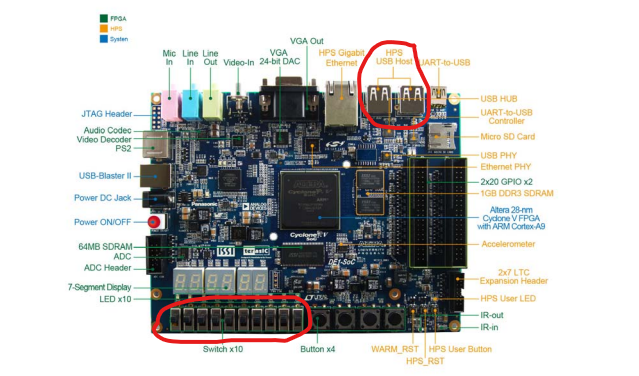 FPGA
HPS
System
Mic
In
Line
In
Line
Out
Video-In
VGA
24-bit DAC
VGA Out
HPS Gigabit
Ethernet
HPS
USB Host
UART-to-USB
USB HUB
UART-to-USB
Controller
Micro SD Card
USB PHY
Ethernet PHY
2x20 GPIO x2
1GB DDR3 SDRAM
Altera 28-nm
Cyclone V FPGA
with ARM Cortex-A9
Accelerometer
2x7 LTC
Expansion Header
HPS User LED
IR-out
IR-in
HPS User Button
HPS_RST
WARM_RST
Button x4
Switch x10
LED x10
7-Segment Display
ADC Header
ADC
64MB SDRAM
Power ON/OFF
Power DC Jack
USB-Blaster II
PS2
Video Decoder
Audio Codec
JTAG Header
Panasonic
ANALOG
DEVICES
Cyclone V
Cyclone V
ISSI
terasIC
DE1-SoC